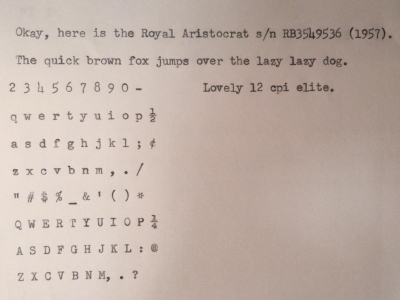 Okay, here is the Royal Aristocrat s/n RB3549536 (1957).
The quick brown fox jumps over the lazy lazy dog.
2 3 4 5 6 7 8 9 0 - Lovely 12 cpi elite.
q w e r t y u i o p ½
a s d f g h j k l ; ¢
z x c v b n m , . /
" # $ % _ & ' ( ) *
Q W E R T Y U I O P ¼
A S D F G H J K L : @
Z X C V B N M , . ?